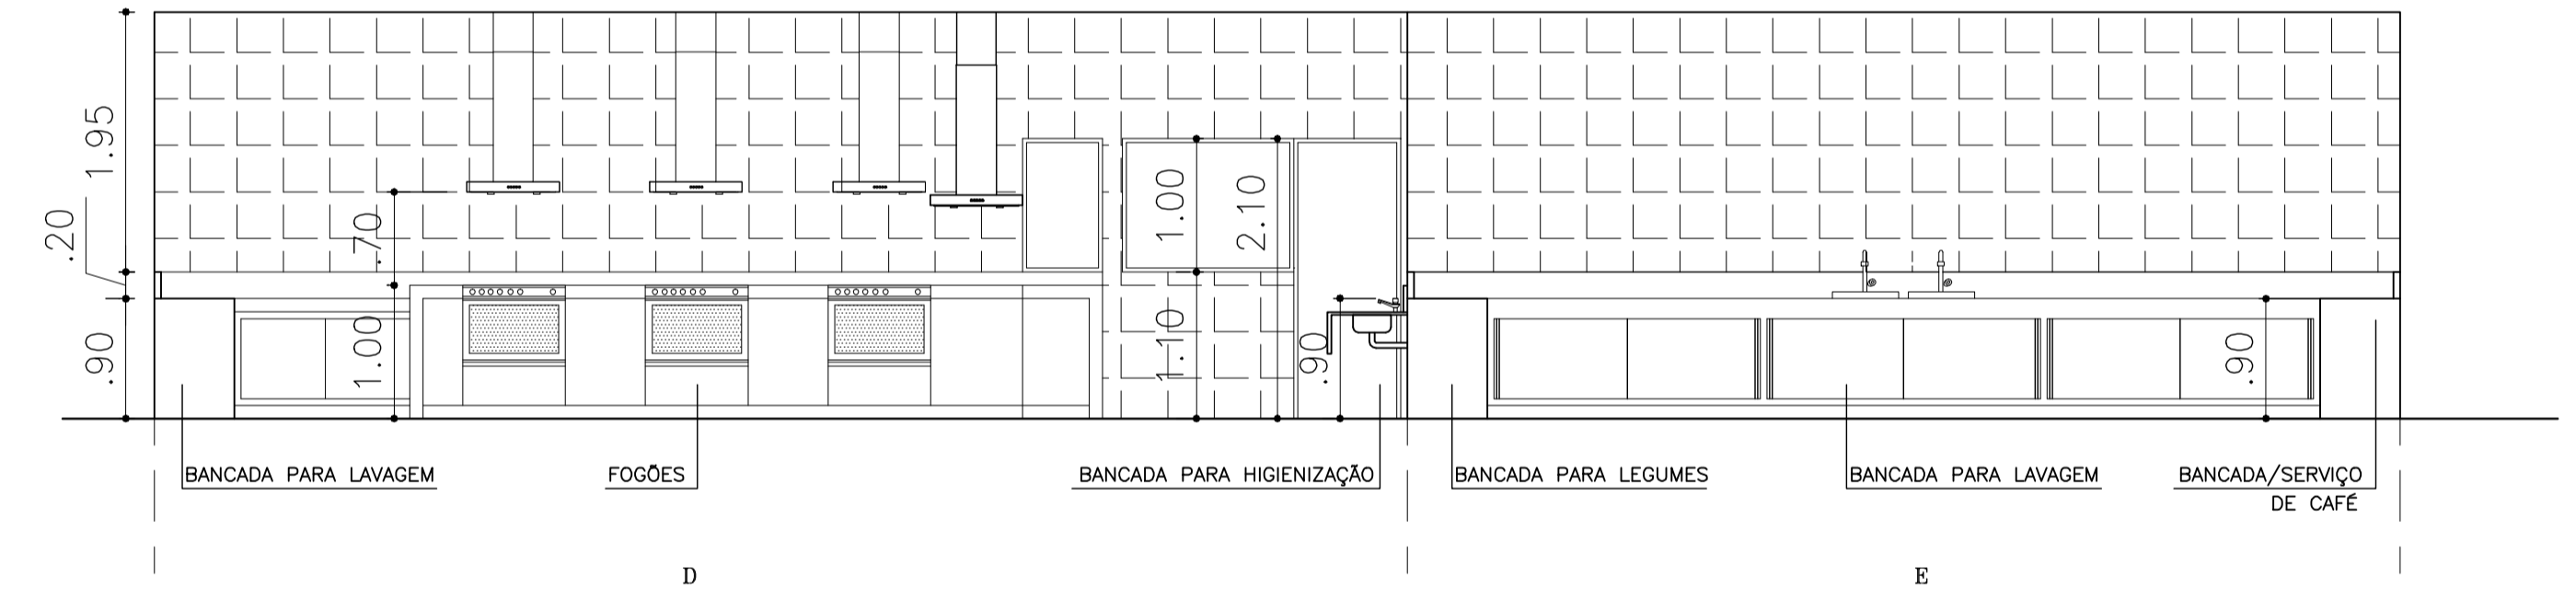 1.95
.20
.90
.70
1.00
1.00
2.10
1.10
.90
.90
BANCADA PARA LAVAGEM
FOGÕES
BANCADA PARA HIGIENIZAÇÃO
BANCADA PARA LEGUMES
BANCADA PARA LAVAGEM
BANCADA/SERVIÇO
DE CAFÉ
D
E